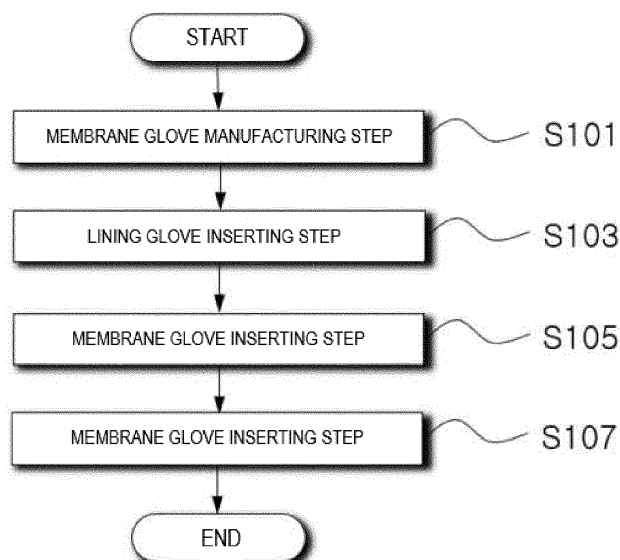 START
MEMBRANE GLOVE MANUFACTURING STEP S101
LINING GLOVE INSERTING STEP S103
MEMBRANE GLOVE INSERTING STEP S105
MEMBRANE GLOVE INSERTING STEP S107
END